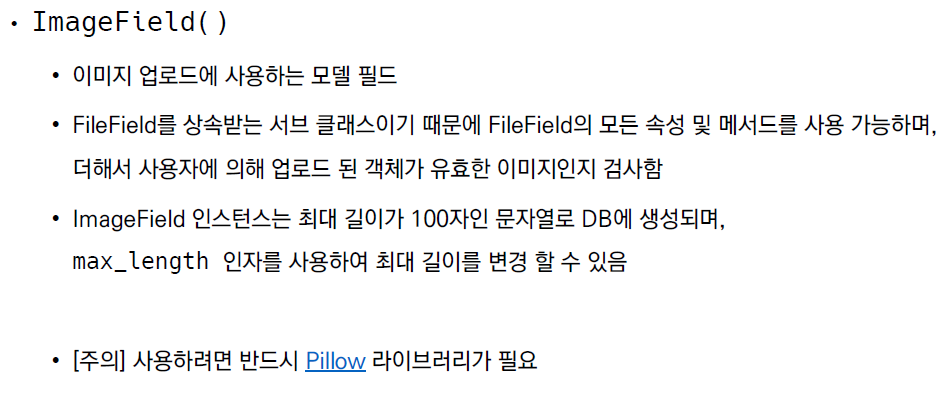 • ImageField()
• 이미지 업로드에 사용하는 모델 필드
• FileField를 상속받는 서브 클래스이기 때문에 FileField의 모든 속성 및 메서드를 사용 가능하며,
더해서 사용자에 의해 업로드 된 객체가 유효한 이미지인지 검사함
• ImageField 인스턴스는 최대 길이가 100자인 문자열로 DB에 생성되며,
max_length 인자를 사용하여 최대 길이를 변경 할 수 있음
• [주의] 사용하려면 반드시 Pillow 라이브러리가 필요